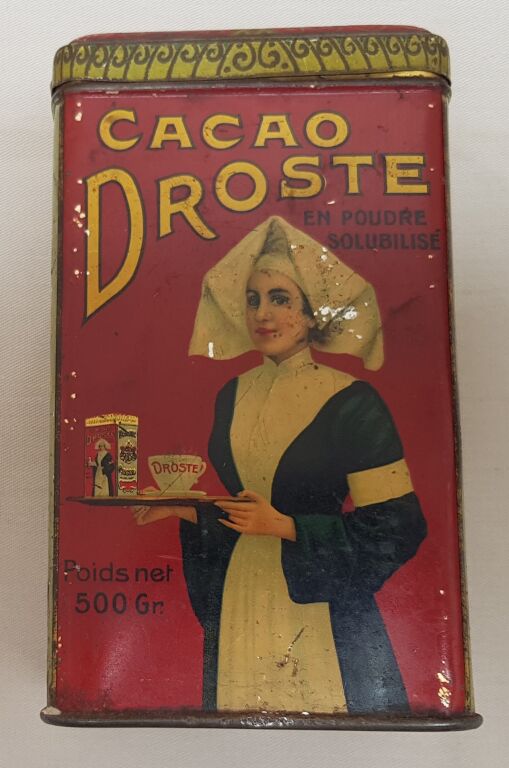 CACAO
DROSTE
EN POUDRE
SOLUBILISÉ
DROSTE'
Poids net
500 Gr.